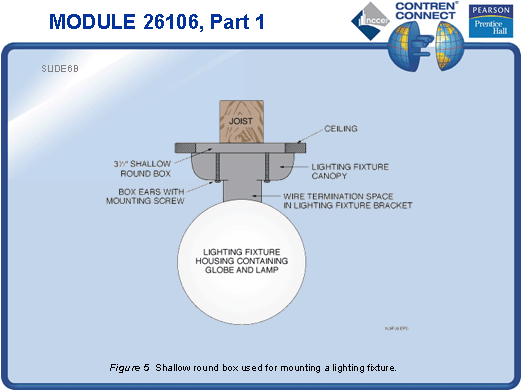 MODULE 26106, Part 1
nccer
CONTREN®
CONNECT
PEARSON
Prentice
Hall
SLIDE 6B
JOIST
CEILING
3½" SHALLOW
ROUND BOX
LIGHTING FIXTURE
CANOPY
BOX EARS WITH
MOUNTING SCREW
WIRE TERMINATION SPACE
IN LIGHTING FIXTURE BRACKET
LIGHTING FIXTURE
HOUSING CONTAINING
GLOBE AND LAMP
Figure 5 Shallow round box used for mounting a lighting fixture.